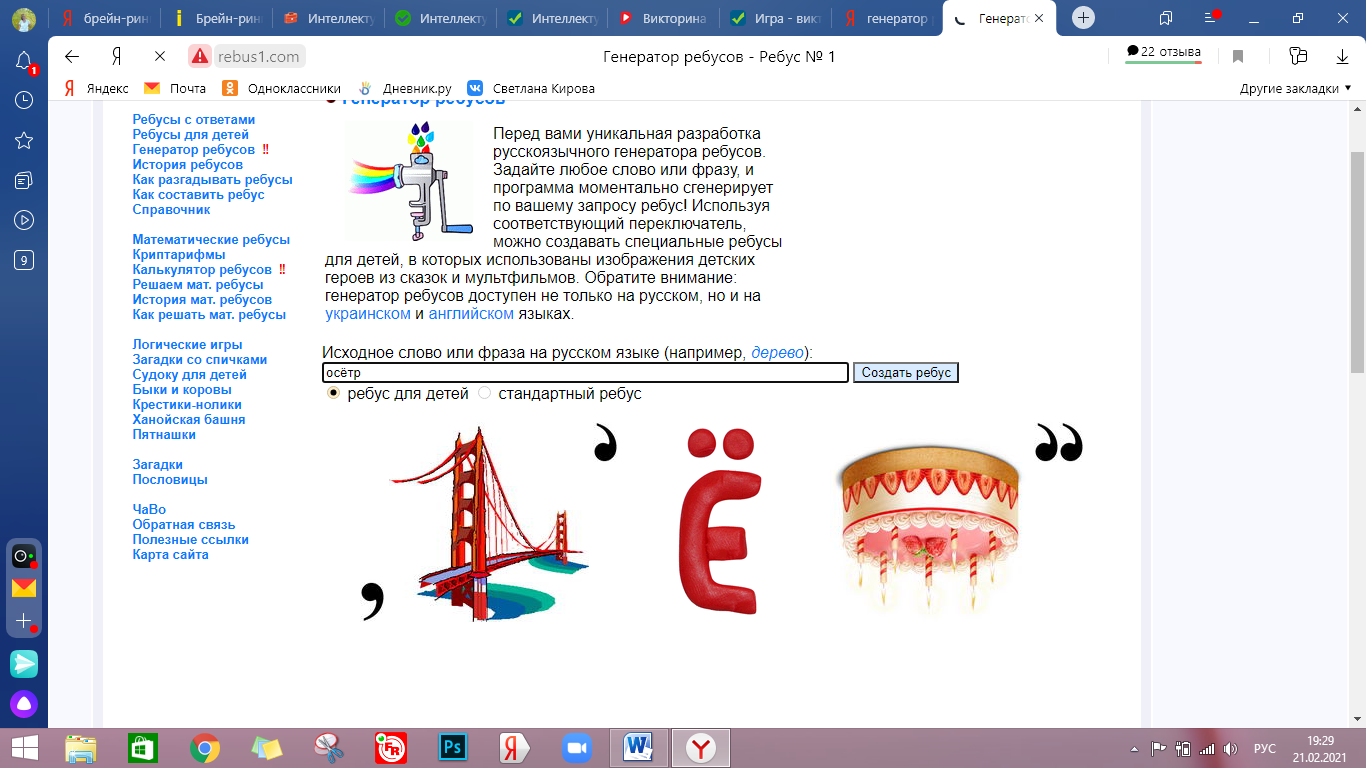 брейн-рин
Брейн-рин
Интеллекту
Интеллекту
Интеллекту
Викторина
Игра - викт
генератор
Генерато
1
rebus1.com
Генератор ребусов - Ребус № 1
22 отзыва
Яндекс
Почта
Одноклассники
Дневник.ру
Светлана Кирова
Другие закладки
9
Ребусы с ответами
Ребусы для детей
Генератор ребусов !!
История ребусов
Как разгадывать ребусы
Как составить ребус
Справочник
Математические ребусы
Криптарифмы
Калькулятор ребусов !!
Решаем мат. ребусы
История мат. ребусов
Как решать мат. ребусы
Логические игры
Загадки со спичками
Судоку для детей
Быки и коровы
Крестики-нолики
Ханойская башня
Пятнашки
Загадки
Пословицы
ЧаВо
Обратная связь
Полезные ссылки
Карта сайта
Генератор ребусов
Перед вами уникальная разработка
русскоязычного генератора ребусов.
Задайте любое слово или фразу, и
программа моментально сгенерирует
по вашему запросу ребус! Используя
соответствующий переключатель,
можно создавать специальные ребусы
для детей, в которых использованы изображения детских
героев из сказок и мультфильмов. Обратите внимание:
генератор ребусов доступен не только на русском, но и на
украинском и английском языках.
Исходное слово или фраза на русском языке (например, дерево):
осётр
Создать ребус
ребус для детей
стандартный ребус
, ’ Ё ’’
РУС
19:29
21.02.2021